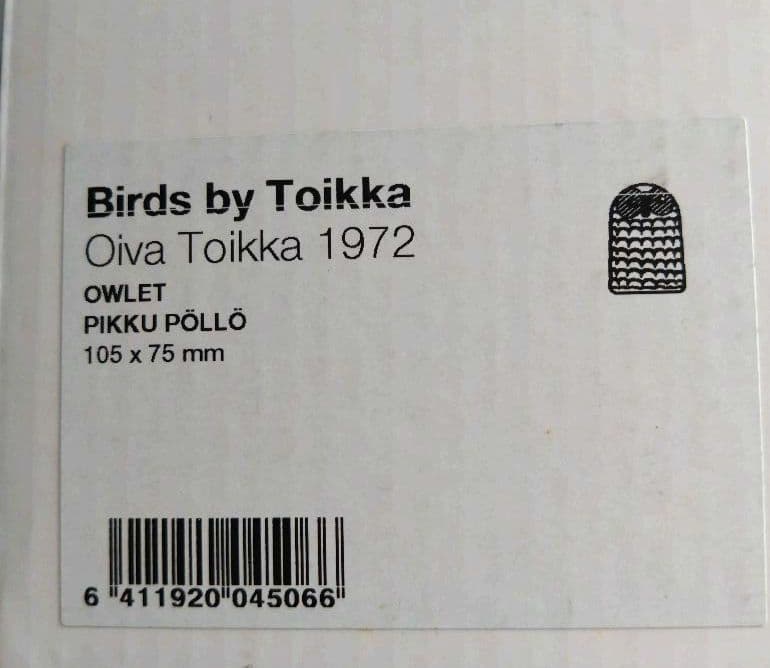 Birds by Toikka
Oiva Toikka 1972
OWLET
PIKKU PÖLLÖ
105 x 75 mm
6 411920 045066